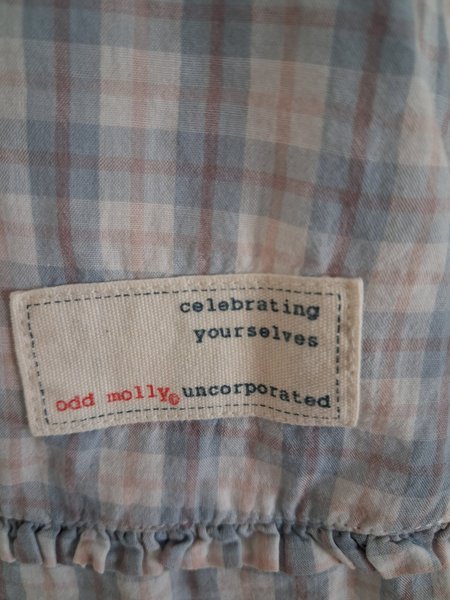 celebrating
yourselves
odd molly© uncorporated